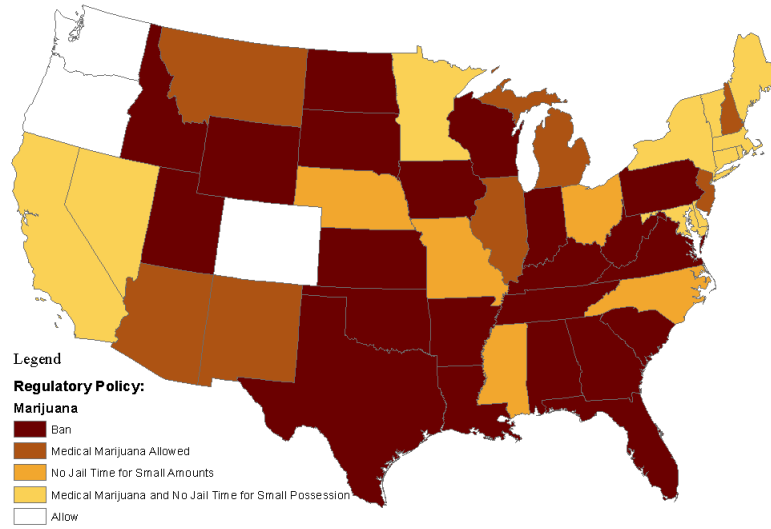 Legend
Regulatory Policy:
Marijuana
Ban
Medical Marijuana Allowed
No Jail Time for Small Amounts
Medical Marijuana and No Jail Time for Small Possession
Allow